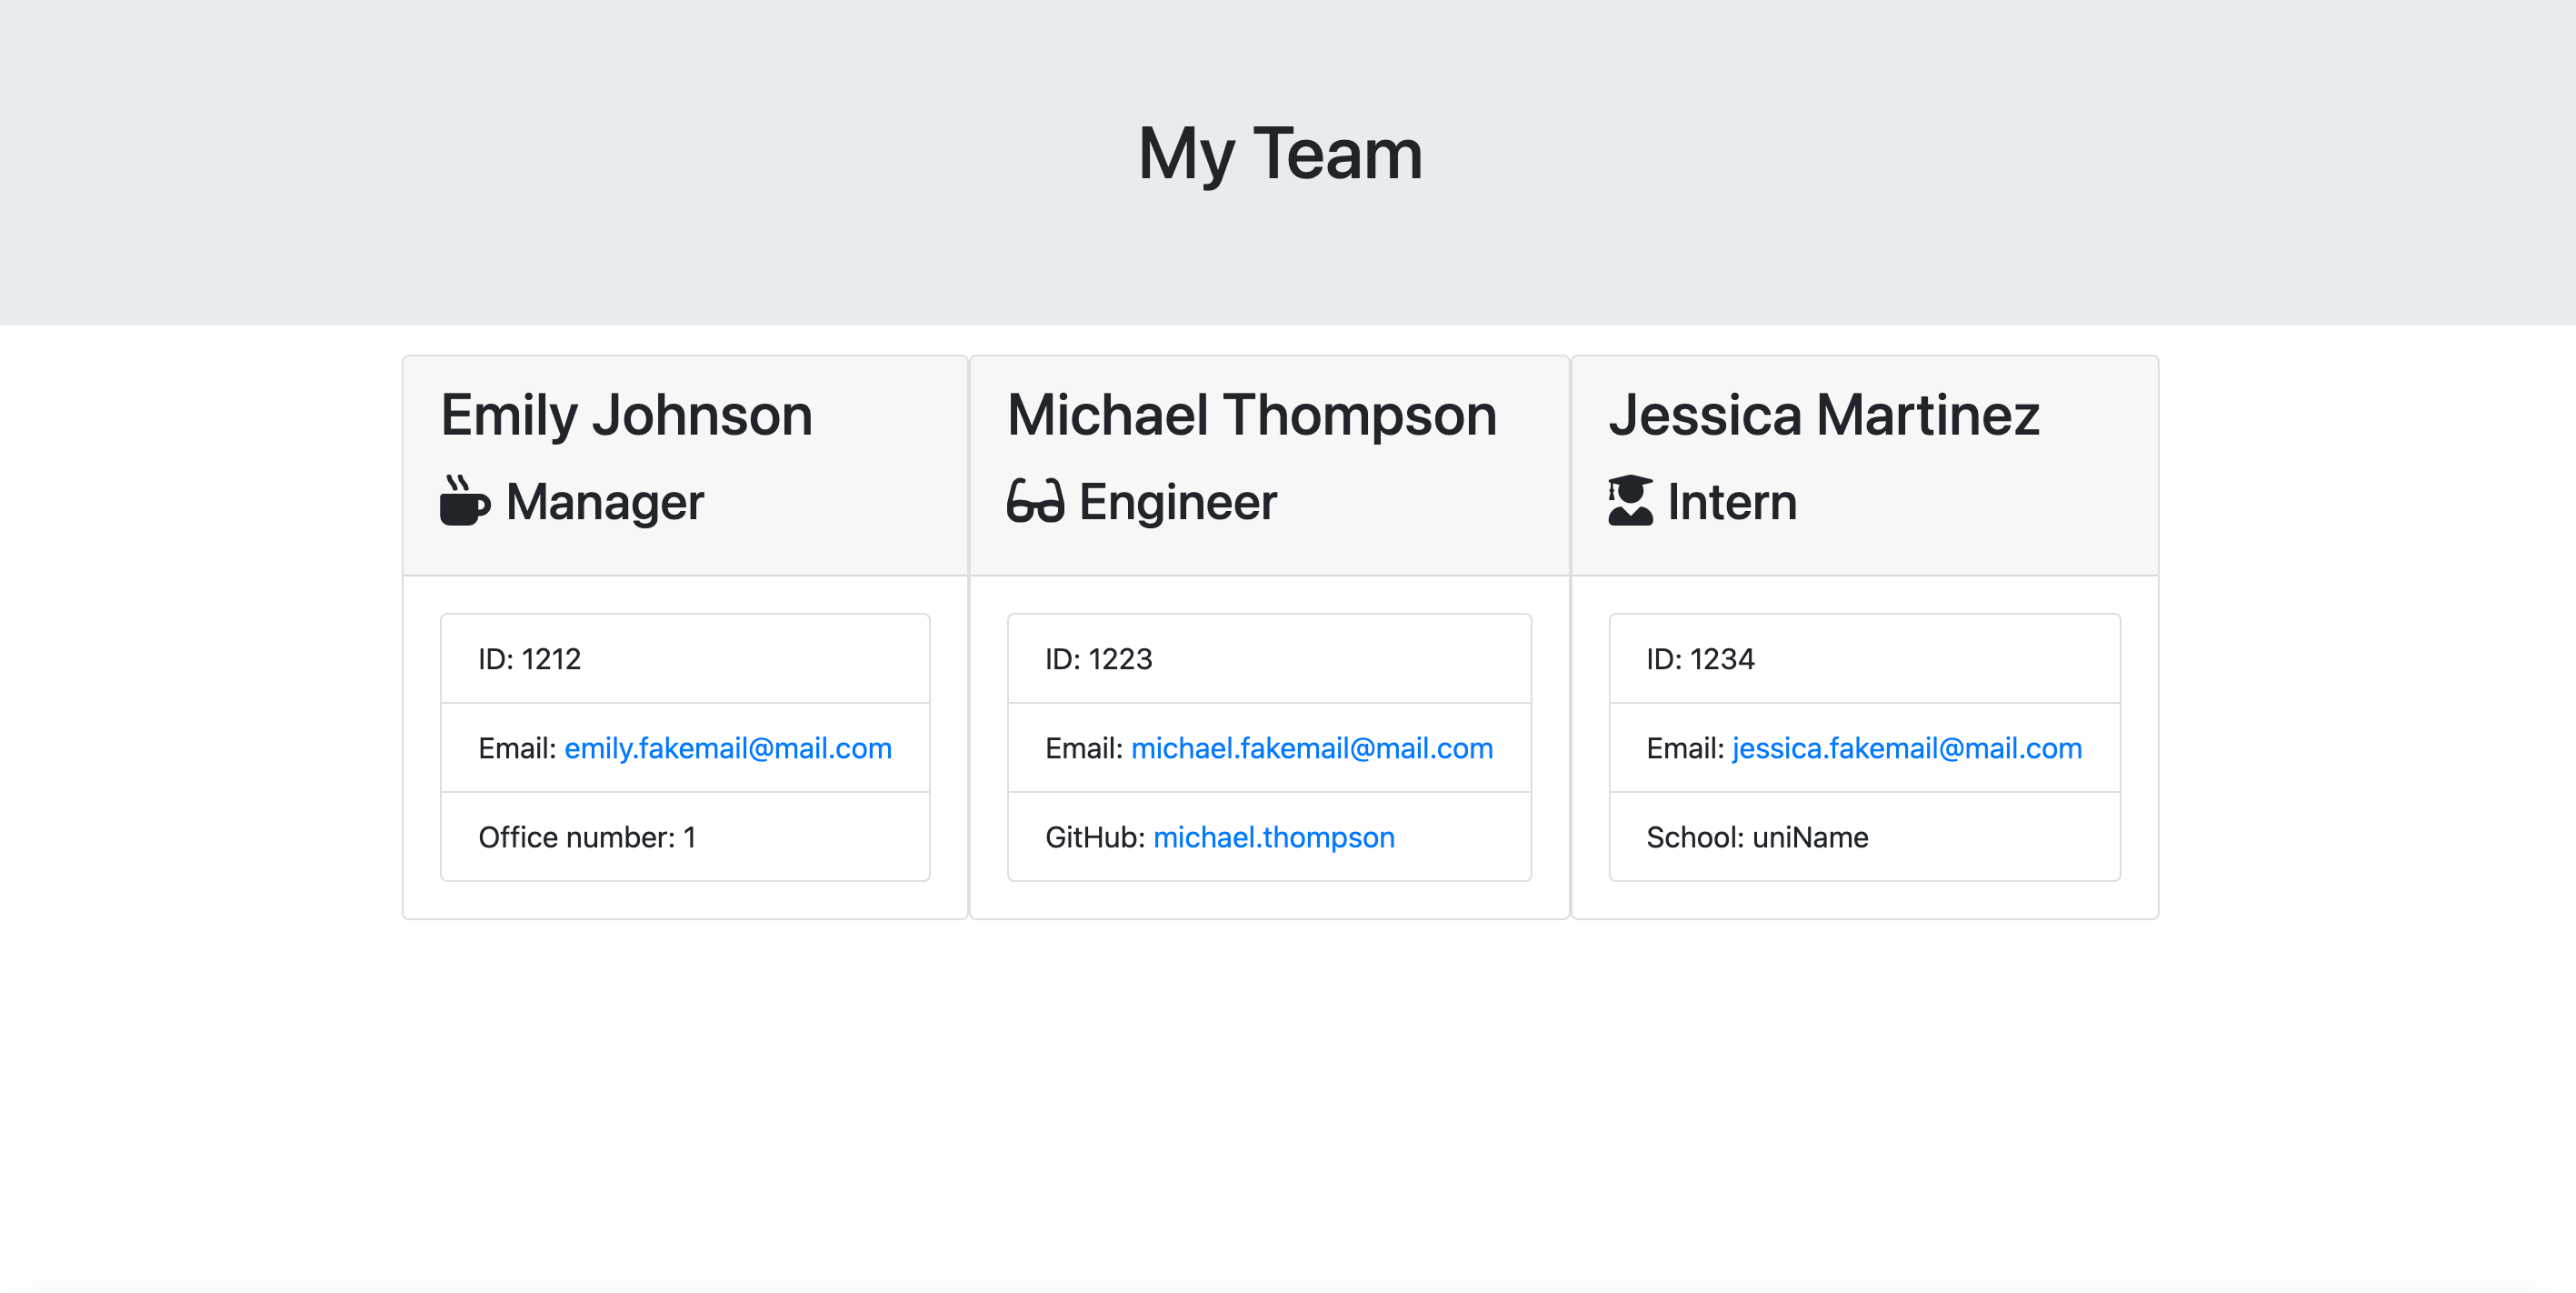 My Team
Emily Johnson
Manager
ID: 1212
Email: emily.fakemail@mail.com
Office number: 1
Michael Thompson
Engineer
ID: 1223
Email: michael.fakemail@mail.com
GitHub: michael.thompson
Jessica Martinez
Intern
ID: 1234
Email: jessica.fakemail@mail.com
School: uniName